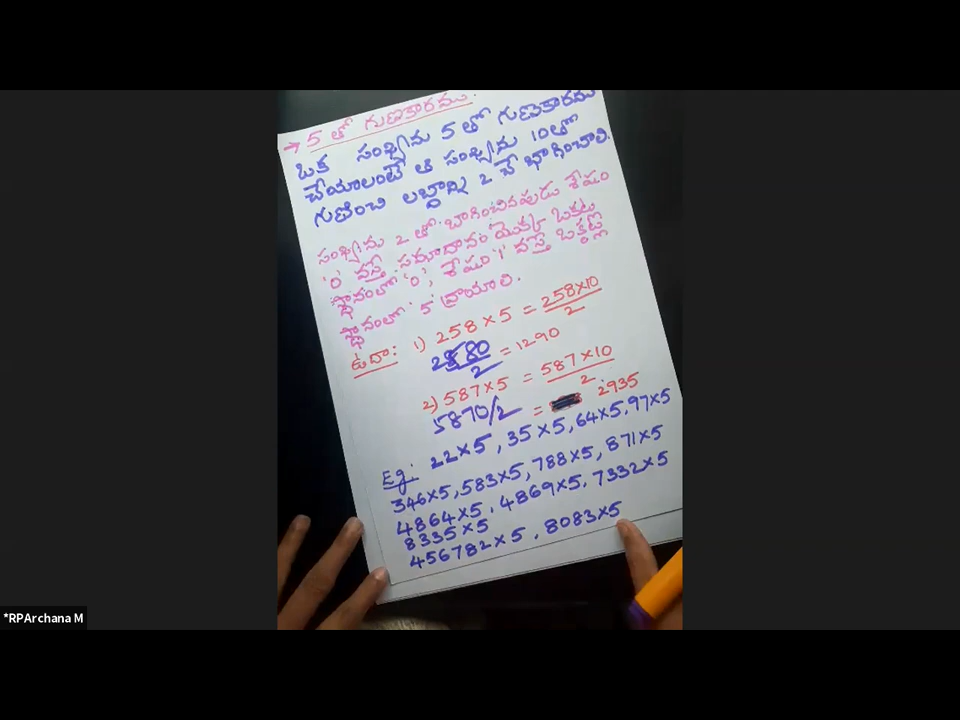 → 5 తో గుణకారము.
ఒక సంఖ్యను 5 తో గుణకారము
చేయాలంటే ఆ సంఖ్యను 10తో
గుణించి లబ్దాన్ని 2 చే భాగించాలి.
సంఖ్యను 2 తో భాగించినపుడు శేషం
'0' వస్తే సమాదానం యొక్క ఒకట్ల
స్థానంలో '0', శేషం '1' వస్తే ఒకట్ల
స్థానంలో '5' వ్రాయాలి.
ఉదా: 1) 258 × 5 = 258×10/2
2580/2 = 1290
2) 587×5 = 587×10/2
5870/2 = 2935
Eg: 22×5, 35×5, 64×5, 97×5
346×5, 583×5, 788×5, 871×5
4864×5, 4869×5, 7332×5
8335×5
456782×5, 8083×5
*RPArchana M